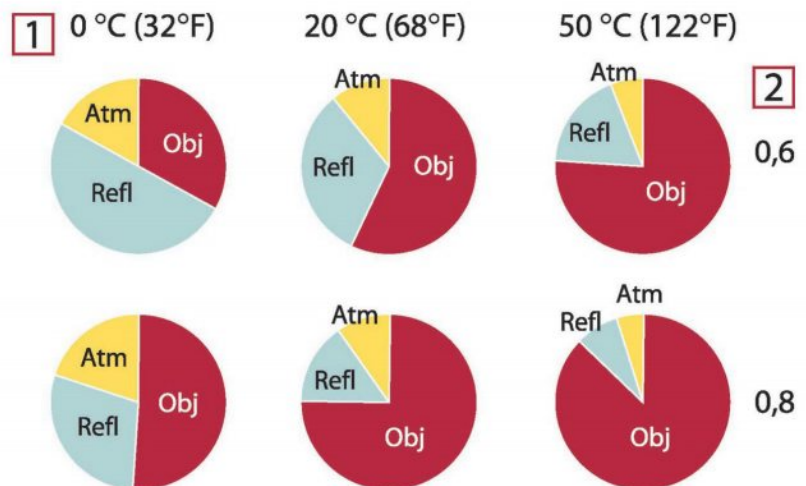 1 0 °C (32°F) 20 °C (68°F) 50 °C (122°F)
2
Atm Obj Refl
Atm Refl Obj
Atm Refl Obj
0,6
Atm Obj Refl
Atm Refl Obj
Atm Refl Obj
0,8